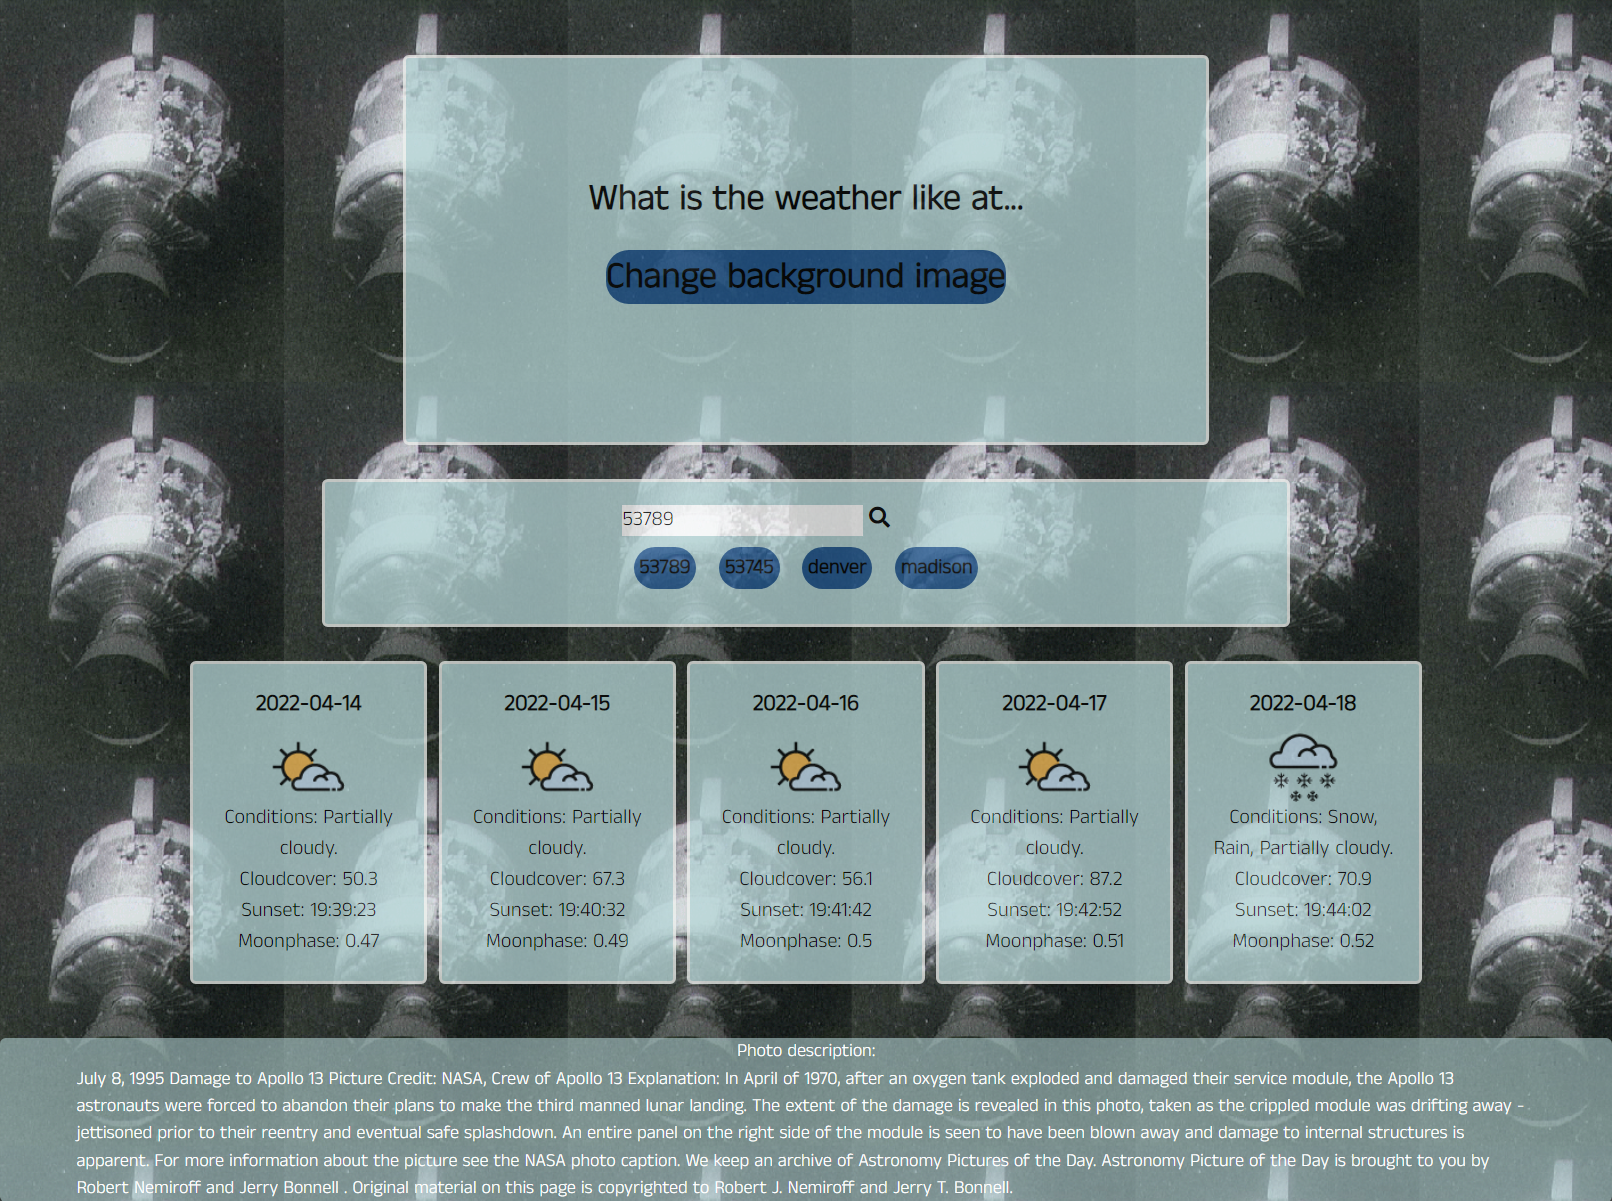 What is the weather like at...
Change background image
53789
53789 53745 denver madison
2022-04-14
Conditions: Partially
cloudy.
Cloudcover: 50.3
Sunset: 19:39:23
Moonphase: 0.47
2022-04-15
Conditions: Partially
cloudy.
Cloudcover: 67.3
Sunset: 19:40:32
Moonphase: 0.49
2022-04-16
Conditions: Partially
cloudy.
Cloudcover: 56.1
Sunset: 19:41:42
Moonphase: 0.5
2022-04-17
Conditions: Partially
cloudy.
Cloudcover: 87.2
Sunset: 19:42:52
Moonphase: 0.51
2022-04-18
Conditions: Snow,
Rain, Partially cloudy.
Cloudcover: 70.9
Sunset: 19:44:02
Moonphase: 0.52
Photo description:
July 8, 1995 Damage to Apollo 13 Picture Credit: NASA, Crew of Apollo 13 Explanation: In April of 1970, after an oxygen tank exploded and damaged their service module, the Apollo 13
astronauts were forced to abandon their plans to make the third manned lunar landing. The extent of the damage is revealed in this photo, taken as the crippled module was drifting away -
jettisoned prior to their reentry and eventual safe splashdown. An entire panel on the right side of the module is seen to have been blown away and damage to internal structures is
apparent. For more information about the picture see the NASA photo caption. We keep an archive of Astronomy Pictures of the Day. Astronomy Picture of the Day is brought to you by
Robert Nemiroff and Jerry Bonnell . Original material on this page is copyrighted to Robert J. Nemiroff and Jerry T. Bonnell.